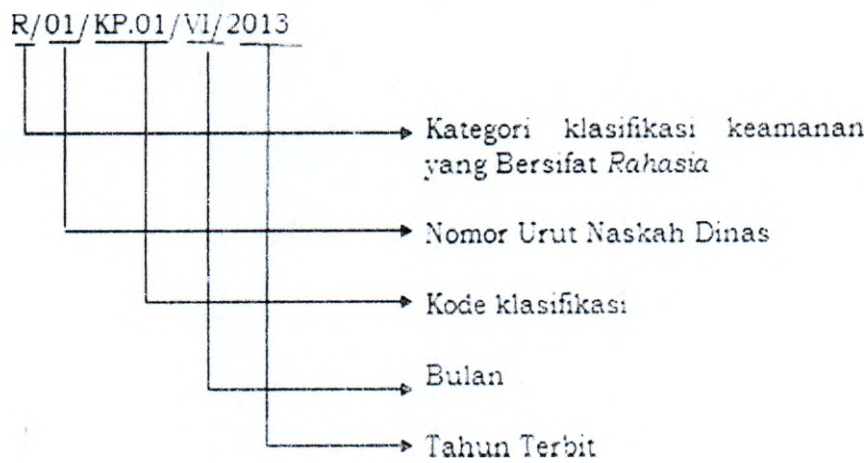 R/01/KP.01/VI/2013
Kategori klasifikasi keamanan
yang Bersifat Rahasia
Nomor Urut Naskah Dinas
Kode klasifikasi
Bulan
Tahun Terbit